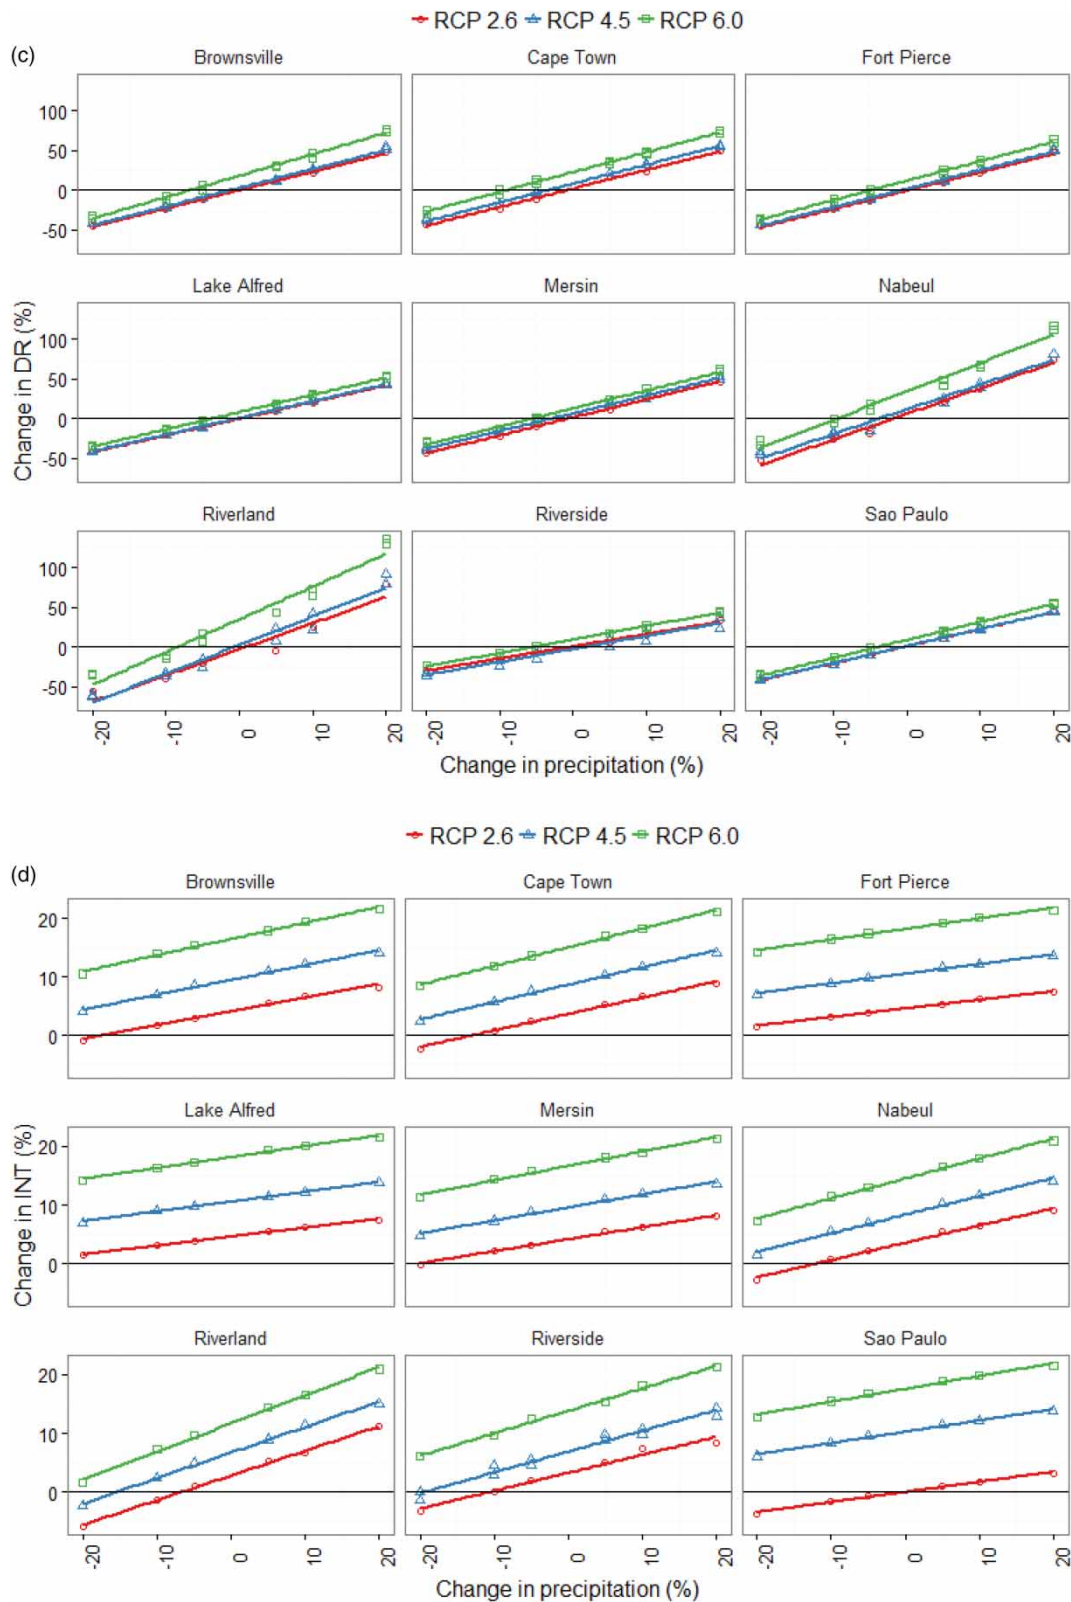 RCP 2.6 RCP 4.5 RCP 6.0
(c)
Brownsville Cape Town Fort Pierce
100
50
0
-50
Lake Alfred Mersin Nabeul
Change in DR (%)
100
50
0
-50
Riverland Riverside Sao Paulo
100
50
0
-50
-20 -10 0 10 20 -20 -10 0 10 20 -20 -10 0 10 20
Change in precipitation (%)
RCP 2.6 RCP 4.5 RCP 6.0
(d)
Brownsville Cape Town Fort Pierce
20
10
0
Lake Alfred Mersin Nabeul
Change in INT (%)
20
10
0
Riverland Riverside Sao Paulo
20
10
0
-20 -10 0 10 20 -20 -10 0 10 20 -20 -10 0 10 20
Change in precipitation (%)